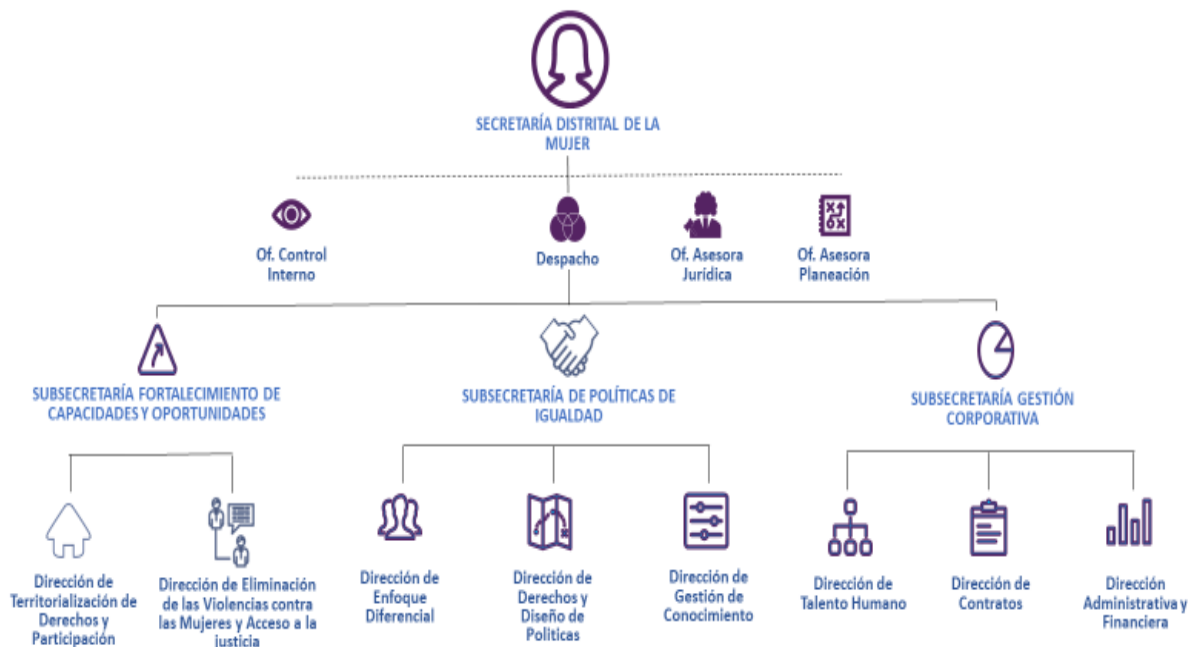 SECRETARÍA DISTRITAL DE LA
MUJER
Of. Control
Interno
Despacho
Of. Asesora
Jurídica
Of. Asesora
Planeación
SUBSECRETARÍA FORTALECIMIENTO DE
CAPACIDADES Y OPORTUNIDADES
SUBSECRETARÍA DE POLÍTICAS DE
IGUALDAD
SUBSECRETARÍA GESTIÓN
CORPORATIVA
Dirección de
Territorialización de
Derechos y
Participación
Dirección de Eliminación
de las Violencias contra
las Mujeres y Acceso a la
justicia
Dirección de
Enfoque
Diferencial
Dirección de
Derechos y
Diseño de
Politicas
Dirección de
Gestión de
Conocimiento
Dirección de
Talento Humano
Dirección de
Contratos
Dirección
Administrativa y
Financiera